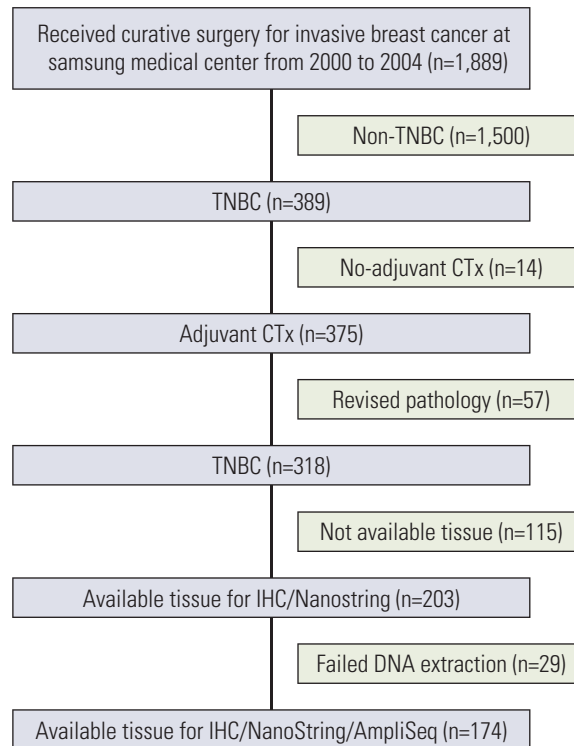 Received curative surgery for invasive breast cancer at
samsung medical center from 2000 to 2004 (n=1,889)
Non-TNBC (n=1,500)
TNBC (n=389)
No-adjuvant CTx (n=14)
Adjuvant CTx (n=375)
Revised pathology (n=57)
TNBC (n=318)
Not available tissue (n=115)
Available tissue for IHC/Nanostring (n=203)
Failed DNA extraction (n=29)
Available tissue for IHC/NanoString/AmpliSeq (n=174)